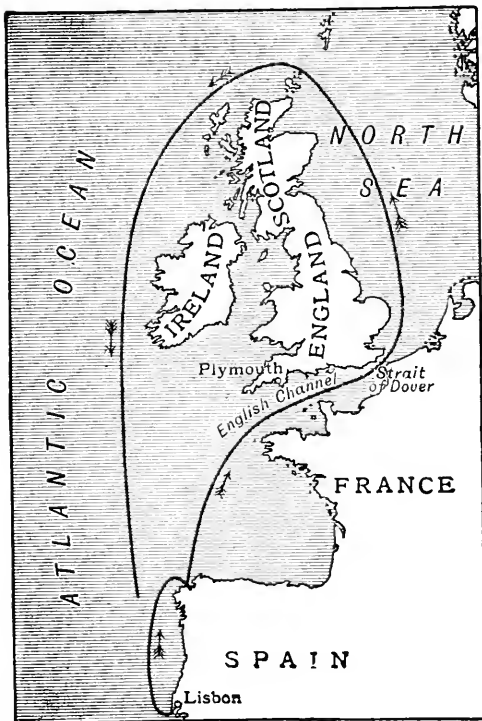 NORTH
SEA
SCOTLAND
ATLANTIC OCEAN
IRELAND
ENGLAND
Plymouth
Strait
of Dover
English Channel
FRANCE
SPAIN
Lisbon